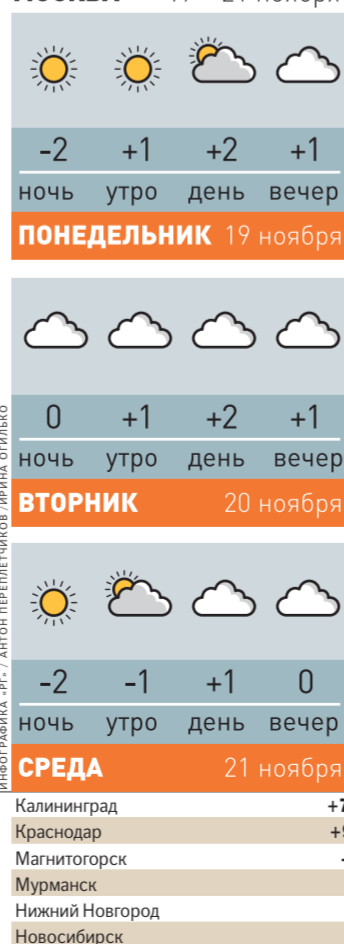 -2 +1 +2 +1
ночь утро день вечер
ПОНЕДЕЛЬНИК 19 ноября
0 +1 +2 +1
ночь утро день вечер
ВТОРНИК 20 ноября
-2 -1 +1 0
ночь утро день вечер
СРЕДА 21 ноября
ИНФОГРАФИКА «РГ» / АНТОН ПЕРЕПЛЕТЧИКОВ /ИРИНА ОГИЛЬКО
Калининград +7
Краснодар
Магнитогорск
Мурманск
Нижний Новгород
Новосибирск